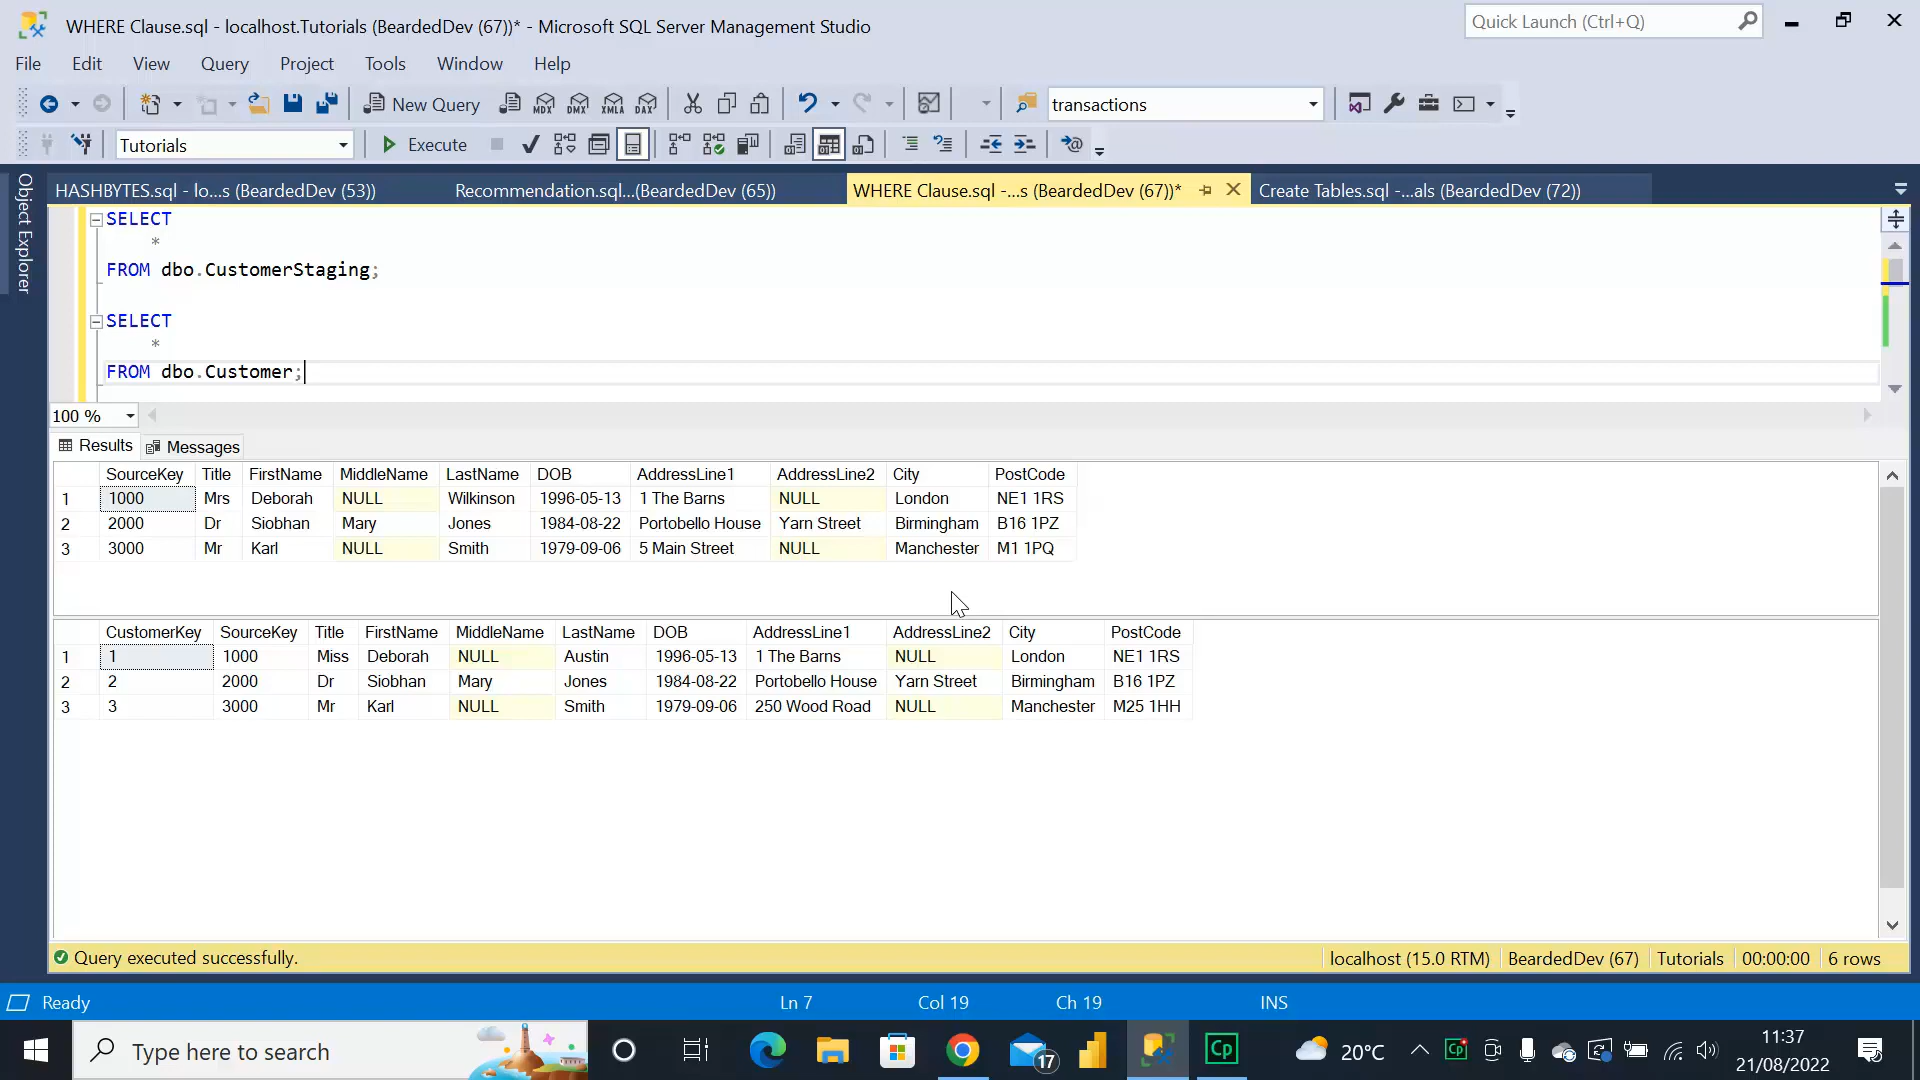 WHERE Clause.sql - localhost.Tutorials (BeardedDev (67))* - Microsoft SQL Server Management Studio
Quick Launch (Ctrl+Q)
File Edit View Query Project Tools Window Help
New Query MDX DMX XMLA DAX transactions
Tutorials Execute
Object Explorer
HASHBYTES.sql - lo...s (BeardedDev (53)) Recommendation.sql...(BeardedDev (65)) WHERE Clause.sql -...s (BeardedDev (67))* Create Tables.sql -...als (BeardedDev (72))
SELECT
*
FROM dbo.CustomerStaging;
SELECT
*
FROM dbo.Customer;
100 %
Results Messages
SourceKey Title FirstName MiddleName LastName DOB AddressLine1 AddressLine2 City PostCode
1 1000 Mrs Deborah NULL Wilkinson 1996-05-13 1 The Barns NULL London NE1 1RS
2 2000 Dr Siobhan Mary Jones 1984-08-22 Portobello House Yarn Street Birmingham B16 1PZ
3 3000 Mr Karl NULL Smith 1979-09-06 5 Main Street NULL Manchester M1 1PQ
CustomerKey SourceKey Title FirstName MiddleName LastName DOB AddressLine1 AddressLine2 City PostCode
1 1 1000 Miss Deborah NULL Austin 1996-05-13 1 The Barns NULL London NE1 1RS
2 2 2000 Dr Siobhan Mary Jones 1984-08-22 Portobello House Yarn Street Birmingham B16 1PZ
3 3 3000 Mr Karl NULL Smith 1979-09-06 250 Wood Road NULL Manchester M25 1HH
Query executed successfully. localhost (15.0 RTM) BeardedDev (67) Tutorials 00:00:00 6 rows
Ready Ln 7 Col 19 Ch 19 INS
Type here to search 17 Cp 20°C Cp 11:37
21/08/2022